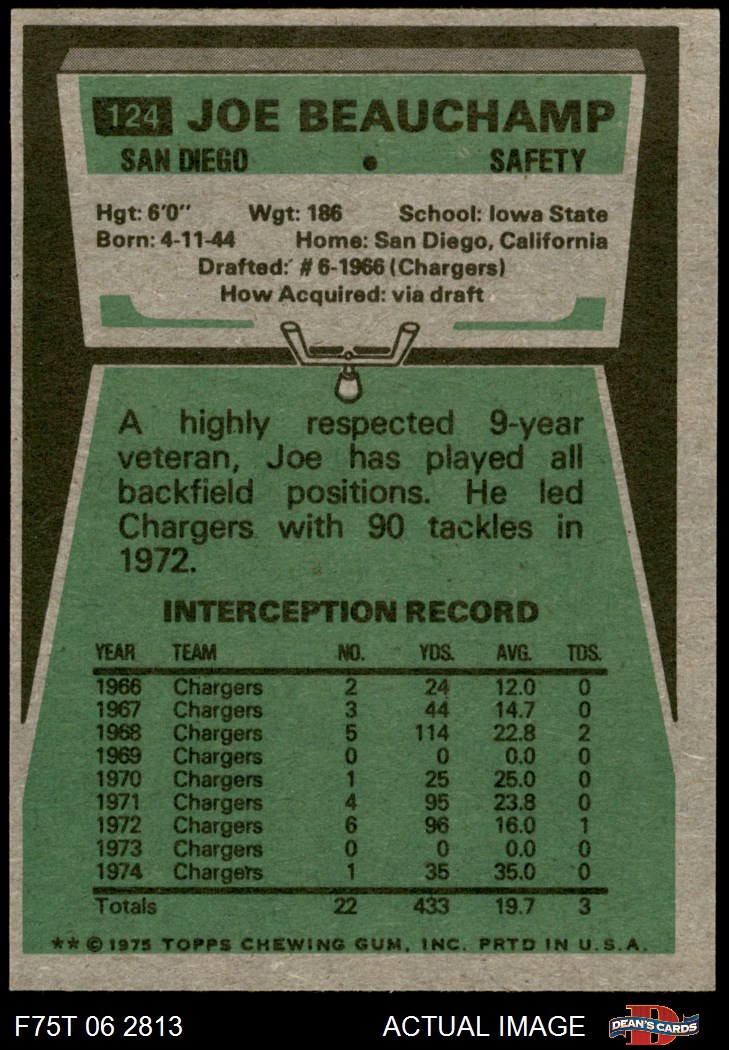 124 JOE BEAUCHAMP
SAN DIEGO • SAFETY
Hgt: 6'0" Wgt: 186 School: Iowa State
Born: 4-11-44 Home: San Diego, California
Drafted: # 6-1966 (Chargers)
How Acquired: via draft
A highly respected 9-year
veteran, Joe has played all
backfield positions. He led
Chargers with 90 tackles in
1972.
INTERCEPTION RECORD
YEAR TEAM NO. YDS. AVG. TDS.
1966 Chargers 2 24 12.0 0
1967 Chargers 3 44 14.7 0
1968 Chargers 5 114 22.8 2
1969 Chargers 0 0 0.0 0
1970 Chargers 1 25 25.0 0
1971 Chargers 4 95 23.8 0
1972 Chargers 6 96 16.0 1
1973 Chargers 0 0 0.0 0
1974 Chargers 1 35 35.0 0
Totals 22 433 19.7 3
** © 1975 TOPPS CHEWING GUM, INC. PRTD IN U.S.A.
F75T 06 2813 ACTUAL IMAGE D DEAN'S CARDS